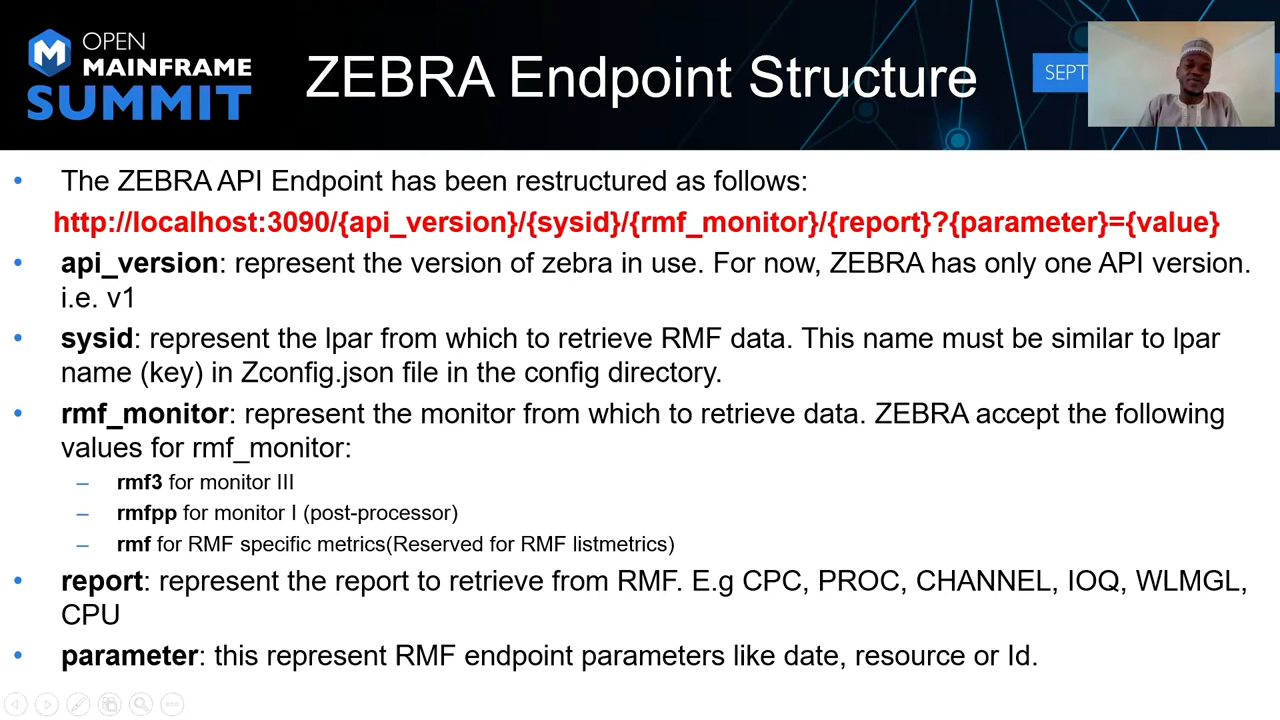 OPEN
MAINFRAME
SUMMIT
ZEBRA Endpoint Structure
SEPT
• The ZEBRA API Endpoint has been restructured as follows:
http://localhost:3090/{api_version}/{sysid}/{rmf_monitor}/{report}?{parameter}={value}
• api_version: represent the version of zebra in use. For now, ZEBRA has only one API version.
i.e. v1
• sysid: represent the lpar from which to retrieve RMF data. This name must be similar to lpar
name (key) in Zconfig.json file in the config directory.
• rmf_monitor: represent the monitor from which to retrieve data. ZEBRA accept the following
values for rmf_monitor:
– rmf3 for monitor III
– rmfpp for monitor I (post-processor)
– rmf for RMF specific metrics(Reserved for RMF listmetrics)
• report: represent the report to retrieve from RMF. E.g CPC, PROC, CHANNEL, IOQ, WLMGL,
CPU
• parameter: this represent RMF endpoint parameters like date, resource or Id.